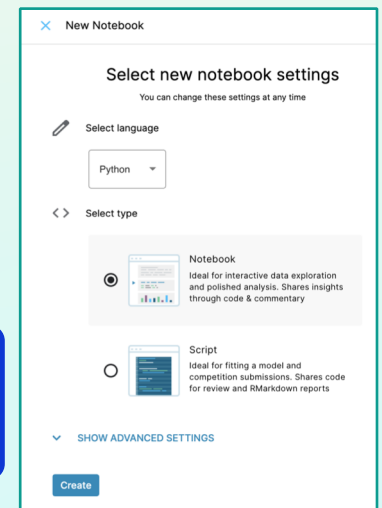 New Notebook
Select new notebook settings
You can change these settings at any time
Select language
Python
Select type
Notebook
Ideal for interactive data exploration
and polished analysis. Shares insights
through code & commentary
Script
Ideal for fitting a model and
competition submissions. Shares code
for review and RMarkdown reports
SHOW ADVANCED SETTINGS
Create